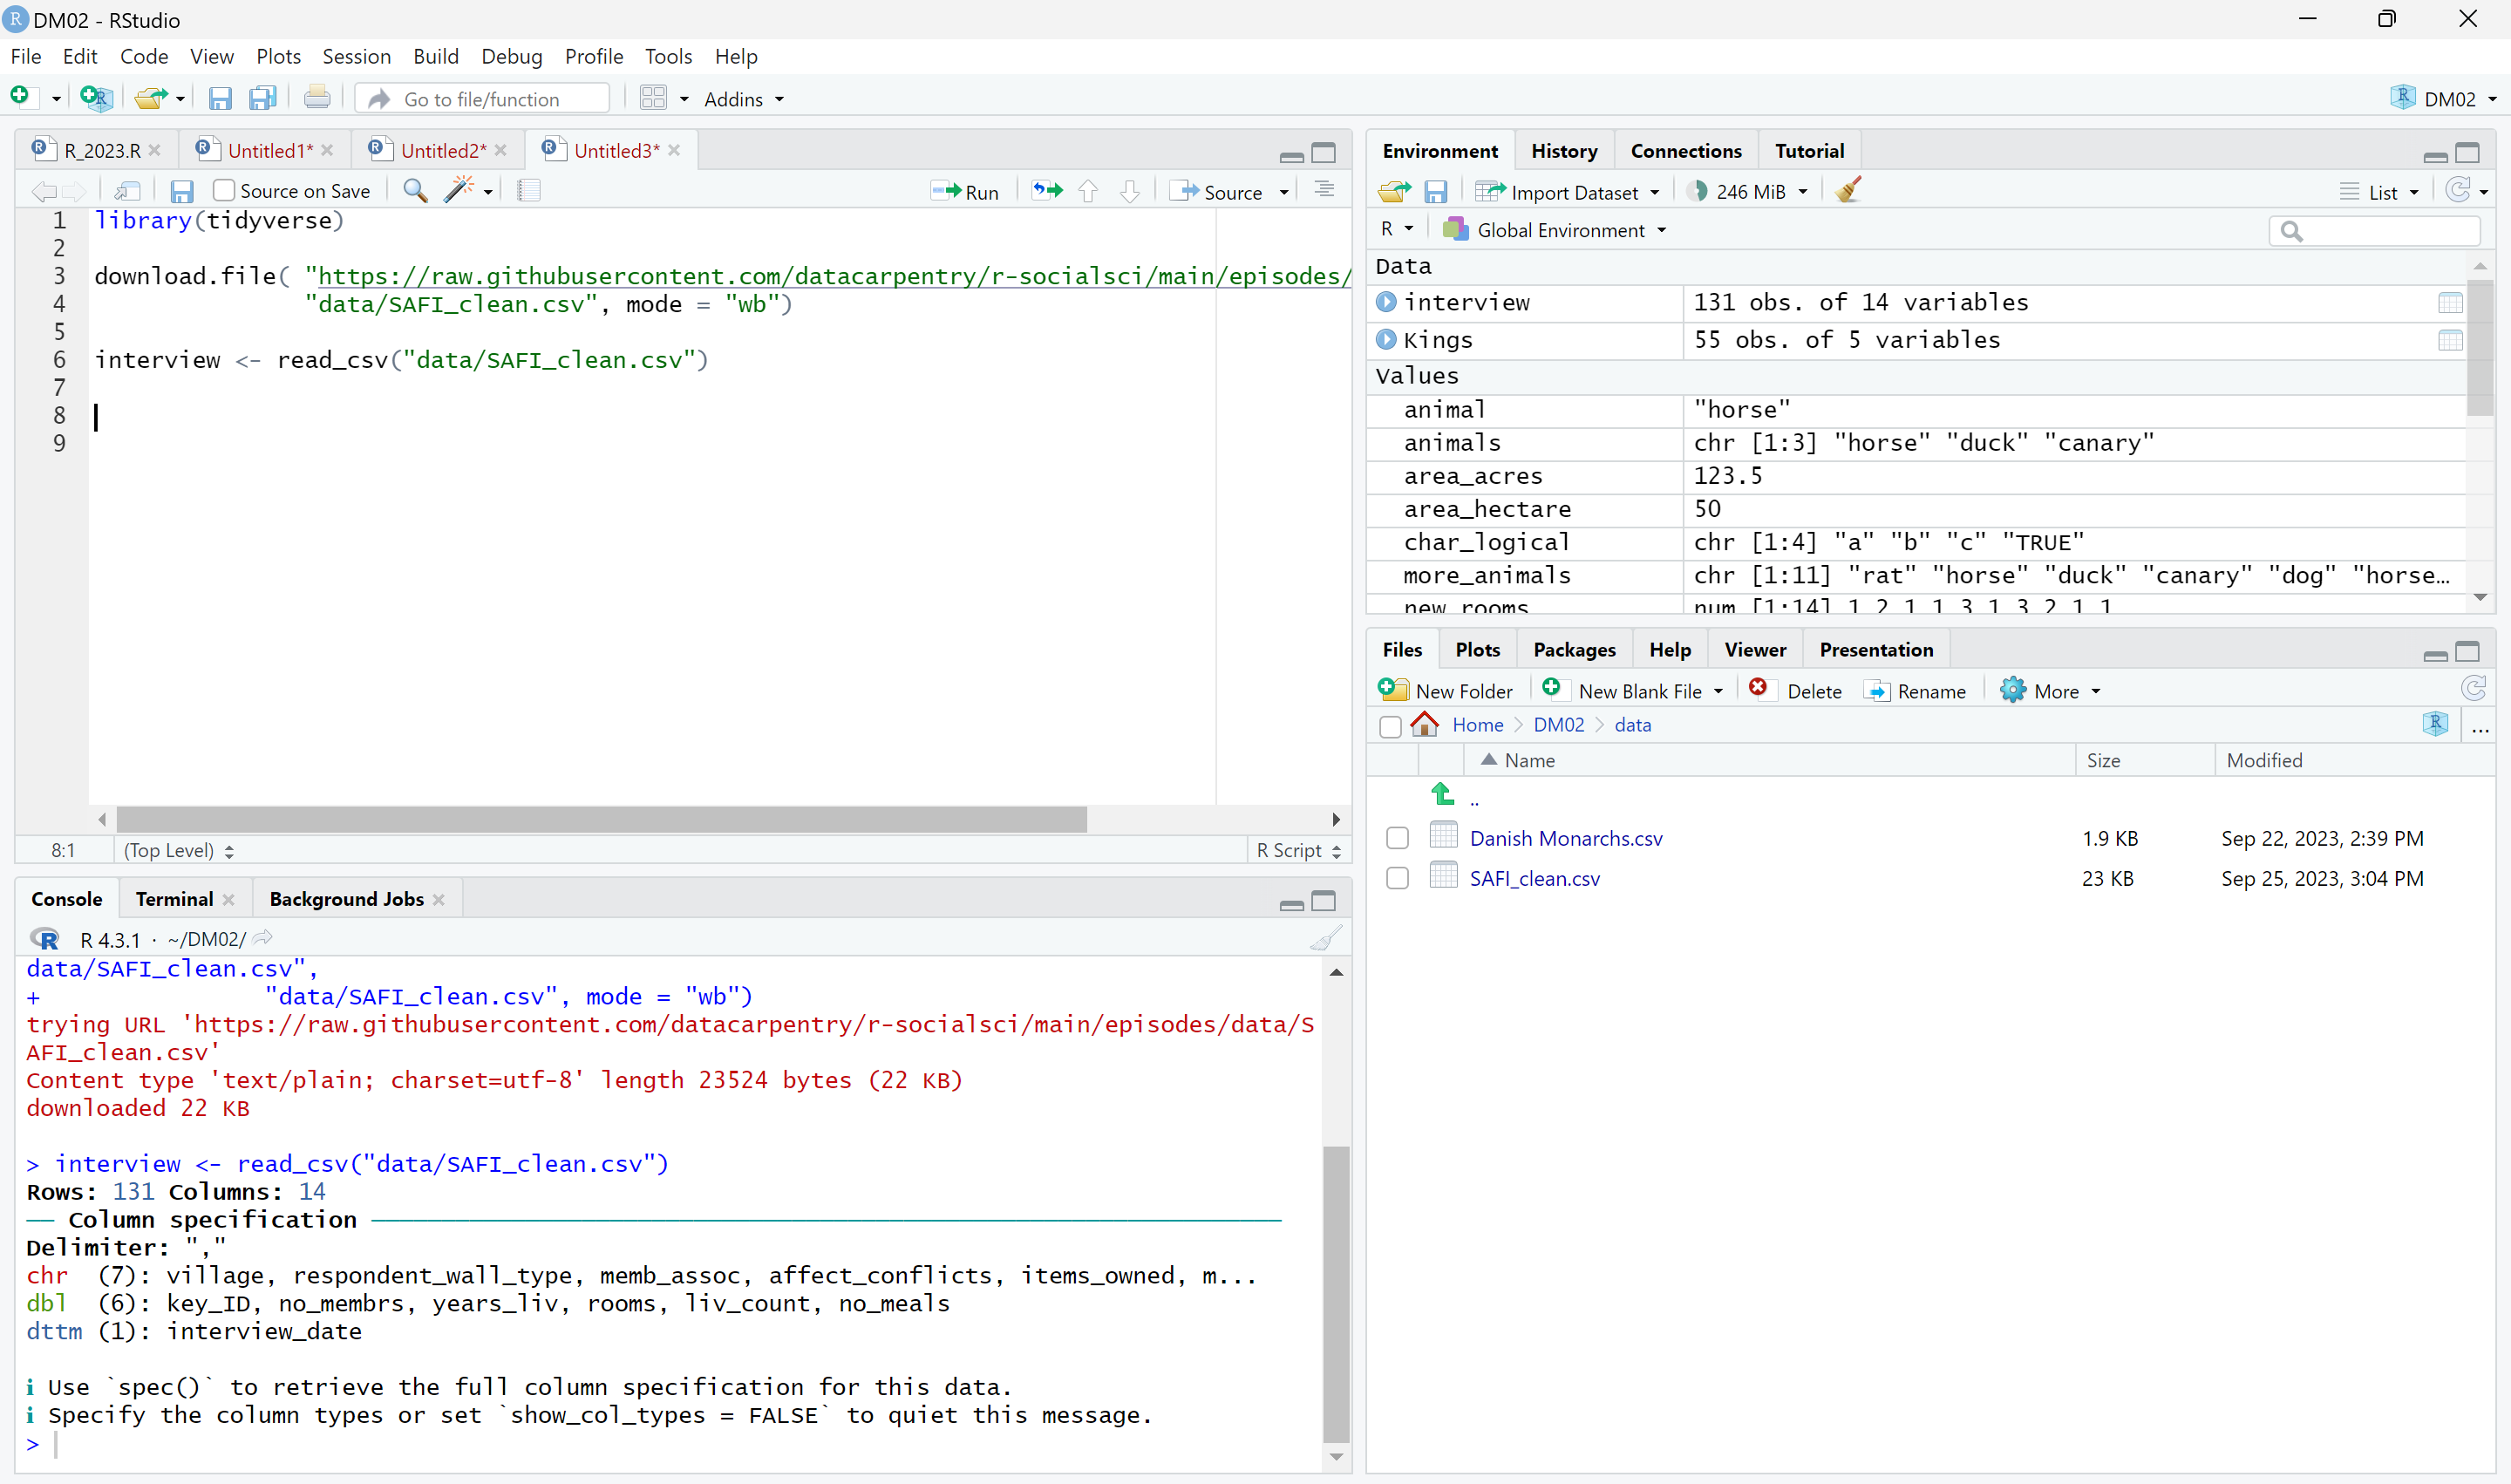 DM02 - RStudio
File Edit Code View Plots Session Build Debug Profile Tools Help
Go to file/function Addins DM02
R_2023.R Untitled1* Untitled2* Untitled3*
Source on Save Run Source
1 library(tidyverse)
2
3 download.file( "https://raw.githubusercontent.com/datacarpentry/r-socialsci/main/episodes/
4 "data/SAFI_clean.csv", mode = "wb")
5
6 interview <- read_csv("data/SAFI_clean.csv")
7
8
9
8:1 (Top Level) R Script
Console Terminal Background Jobs
R 4.3.1 · ~/DM02/
data/SAFI_clean.csv",
+ "data/SAFI_clean.csv", mode = "wb")
trying URL 'https://raw.githubusercontent.com/datacarpentry/r-socialsci/main/episodes/data/S
AFI_clean.csv'
Content type 'text/plain; charset=utf-8' length 23524 bytes (22 KB)
downloaded 22 KB
> interview <- read_csv("data/SAFI_clean.csv")
Rows: 131 Columns: 14
── Column specification ──────────
Delimiter: ","
chr (7): village, respondent_wall_type, memb_assoc, affect_conflicts, items_owned, m...
dbl (6): key_ID, no_membrs, years_liv, rooms, liv_count, no_meals
dttm (1): interview_date
ℹ Use `spec()` to retrieve the full column specification for this data.
ℹ Specify the column types or set `show_col_types = FALSE` to quiet this message.
>
Environment History Connections Tutorial
Import Dataset 246 MiB List
R Global Environment
Data
interview 131 obs. of 14 variables
Kings 55 obs. of 5 variables
Values
animal "horse"
animals chr [1:3] "horse" "duck" "canary"
area_acres 123.5
area_hectare 50
char_logical chr [1:4] "a" "b" "c" "TRUE"
more_animals chr [1:11] "rat" "horse" "duck" "canary" "dog" "horse…
new_rooms num [1:14] 1 2 1 1 3 1 3 2 1 1
Files Plots Packages Help Viewer Presentation
New Folder New Blank File Delete Rename More
Home DM02 data ...
Name Size Modified
..
Danish Monarchs.csv 1.9 KB Sep 22, 2023, 2:39 PM
SAFI_clean.csv 23 KB Sep 25, 2023, 3:04 PM